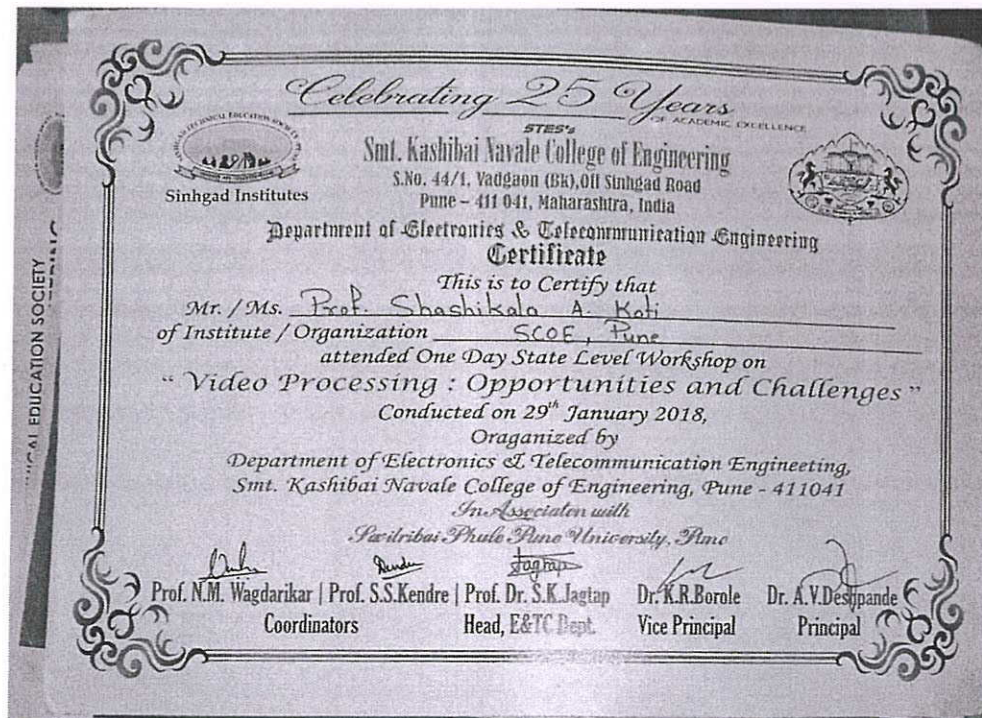 Celebrating 25 Years
OF ACADEMIC EXCELLENCE
STES's
Smt. Kashibai Navale College of Engineering
S.No. 44/1, Vadgaon (Bk),Off Sinhgad Road
Pune – 411 041, Maharashtra, India
Sinhgad Institutes
Department of Electronics & Telecommunication Engineering
Certificate
This is to Certify that
Mr. / Ms. Prof. Shashikala A. Koti
of Institute / Organization SCOE, Pune
attended One Day State Level Workshop on
" Video Processing : Opportunities and Challenges "
Conducted on 29th January 2018,
Oraganized by
Department of Electronics & Telecommunication Engineeting,
Smt. Kashibai Navale College of Engineering, Pune - 411041
In Associaten with
Savitribai Phule Pune University, Pune
Prof. N.M. Wagdarikar | Prof. S.S.Kendre | Prof. Dr. S.K.Jagtap Dr. K.R.Borole Dr. A.V.Deshpande
Coordinators Head, E&TC Dept. Vice Principal Principal
EDUCATION SOCIETY